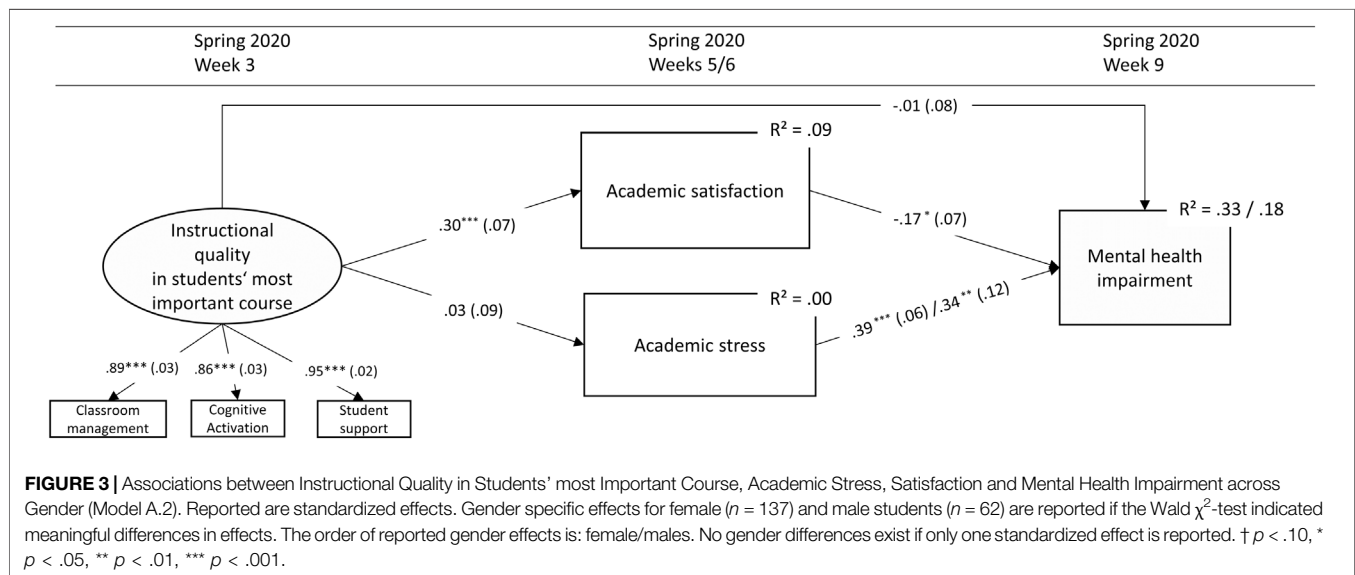 Spring 2020
Week 3
Spring 2020
Weeks 5/6
Spring 2020
Week 9
-.01 (.08)
R² = .09
Academic satisfaction
.30*** (.07)
-.17 * (.07)
R² = .33 / .18
Instructional
quality
in students‘ most
important course
Mental health
impairment
.03 (.09)
R² = .00
Academic stress
.39 *** (.06) /.34 ** (.12)
.89*** (.03)
.86*** (.03)
.95*** (.02)
Classroom
management
Cognitive
Activation
Student
support
FIGURE 3 | Associations between Instructional Quality in Students’ most Important Course, Academic Stress, Satisfaction and Mental Health Impairment across
Gender (Model A.2). Reported are standardized effects. Gender specific effects for female (n = 137) and male students (n = 62) are reported if the Wald χ²-test indicated
meaningful differences in effects. The order of reported gender effects is: female/males. No gender differences exist if only one standardized effect is reported. † p < .10, *
p < .05, ** p < .01, *** p < .001.